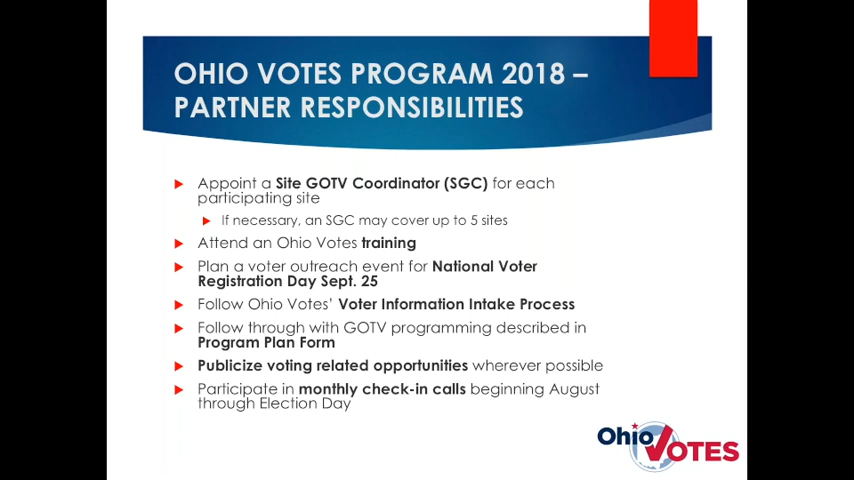 OHIO VOTES PROGRAM 2018 –
PARTNER RESPONSIBILITIES
Appoint a Site GOTV Coordinator (SGC) for each
participating site
If necessary, an SGC may cover up to 5 sites
Attend an Ohio Votes training
Plan a voter outreach event for National Voter
Registration Day Sept. 25
Follow Ohio Votes’ Voter Information Intake Process
Follow through with GOTV programming described in
Program Plan Form
Publicize voting related opportunities wherever possible
Participate in monthly check-in calls beginning August
through Election Day
Ohio
VOTES